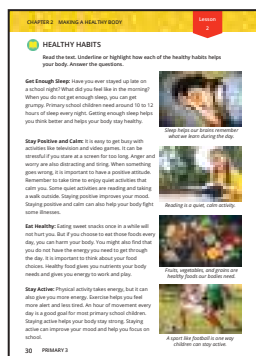 CHAPTER 2 MAKING A HEALTHY BODY
Lesson
2
HEALTHY HABITS
Read the text. Underline or highlight how each of the healthy habits helps
your body. Answer the questions.
Get Enough Sleep: Have you ever stayed up late on
a school night? What did you feel like in the morning?
When you do not get enough sleep, you can get
grumpy. Primary school children need around 10 to 12
hours of sleep every night. Getting enough sleep helps
you think better and helps your body stay healthy.
Sleep helps our brains remember
what we learn during the day.
Stay Positive and Calm: It is easy to get busy with
activities like television and video games. It can be
stressful if you stare at a screen for too long. Anger and
worry are also distracting and tiring. When something
goes wrong, it is important to have a positive attitude.
Remember to take time to enjoy quiet activities that
calm you. Some quiet activities are reading and taking
a walk outside. Staying positive improves your mood.
Staying positive and calm can also help your body fight
some illnesses.
Reading is a quiet, calm activity.
Eat Healthy: Eating sweet snacks once in a while will
not hurt you. But if you choose to eat those foods every
day, you can harm your body. You might also find that
you do not have the energy you need to get through
the day. It is important to think about your food
choices. Healthy food gives you nutrients your body
needs and gives you energy to work and play.
Fruits, vegetables, and grains are
healthy foods our bodies need.
Stay Active: Physical activity takes energy, but it can
also give you more energy. Exercise helps you feel
more alert and less tired. An hour of movement every
day is a good goal for most primary school children.
Staying active helps your body stay strong. Staying
active can improve your mood and help you focus on
school.
A sport like football is one way
children can stay active.
30 PRIMARY 3